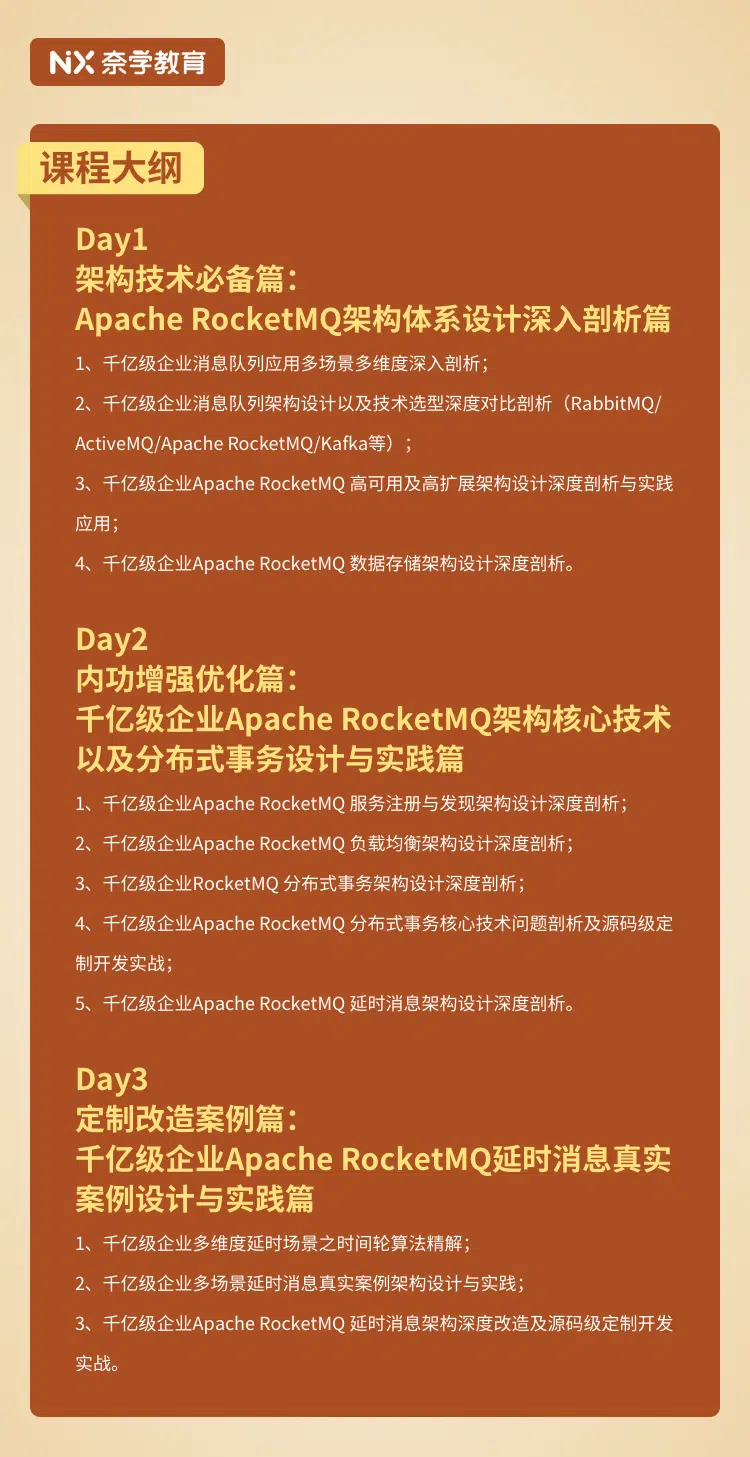 NX 奈学教育
课程大纲
Day1
架构技术必备篇：
Apache RocketMQ架构体系设计深入剖析篇
1、千亿级企业消息队列应用多场景多维度深入剖析；
2、千亿级企业消息队列架构设计以及技术选型深度对比剖析（RabbitMQ/
ActiveMQ/Apache RocketMQ/Kafka等）；
3、千亿级企业Apache RocketMQ 高可用及高扩展架构设计深度剖析与实践
应用；
4、千亿级企业Apache RocketMQ 数据存储架构设计深度剖析。
Day2
内功增强优化篇：
千亿级企业Apache RocketMQ架构核心技术
以及分布式事务设计与实践篇
1、千亿级企业Apache RocketMQ 服务注册与发现架构设计深度剖析；
2、千亿级企业Apache RocketMQ 负载均衡架构设计深度剖析；
3、千亿级企业RocketMQ 分布式事务架构设计深度剖析；
4、千亿级企业Apache RocketMQ 分布式事务核心技术问题剖析及源码级定
制开发实战；
5、千亿级企业Apache RocketMQ 延时消息架构设计深度剖析。
Day3
定制改造案例篇：
千亿级企业Apache RocketMQ延时消息真实
案例设计与实践篇
1、千亿级企业多维度延时场景之时间轮算法精解；
2、千亿级企业多场景延时消息真实案例架构设计与实践；
3、千亿级企业Apache RocketMQ 延时消息架构深度改造及源码级定制开发
实战。